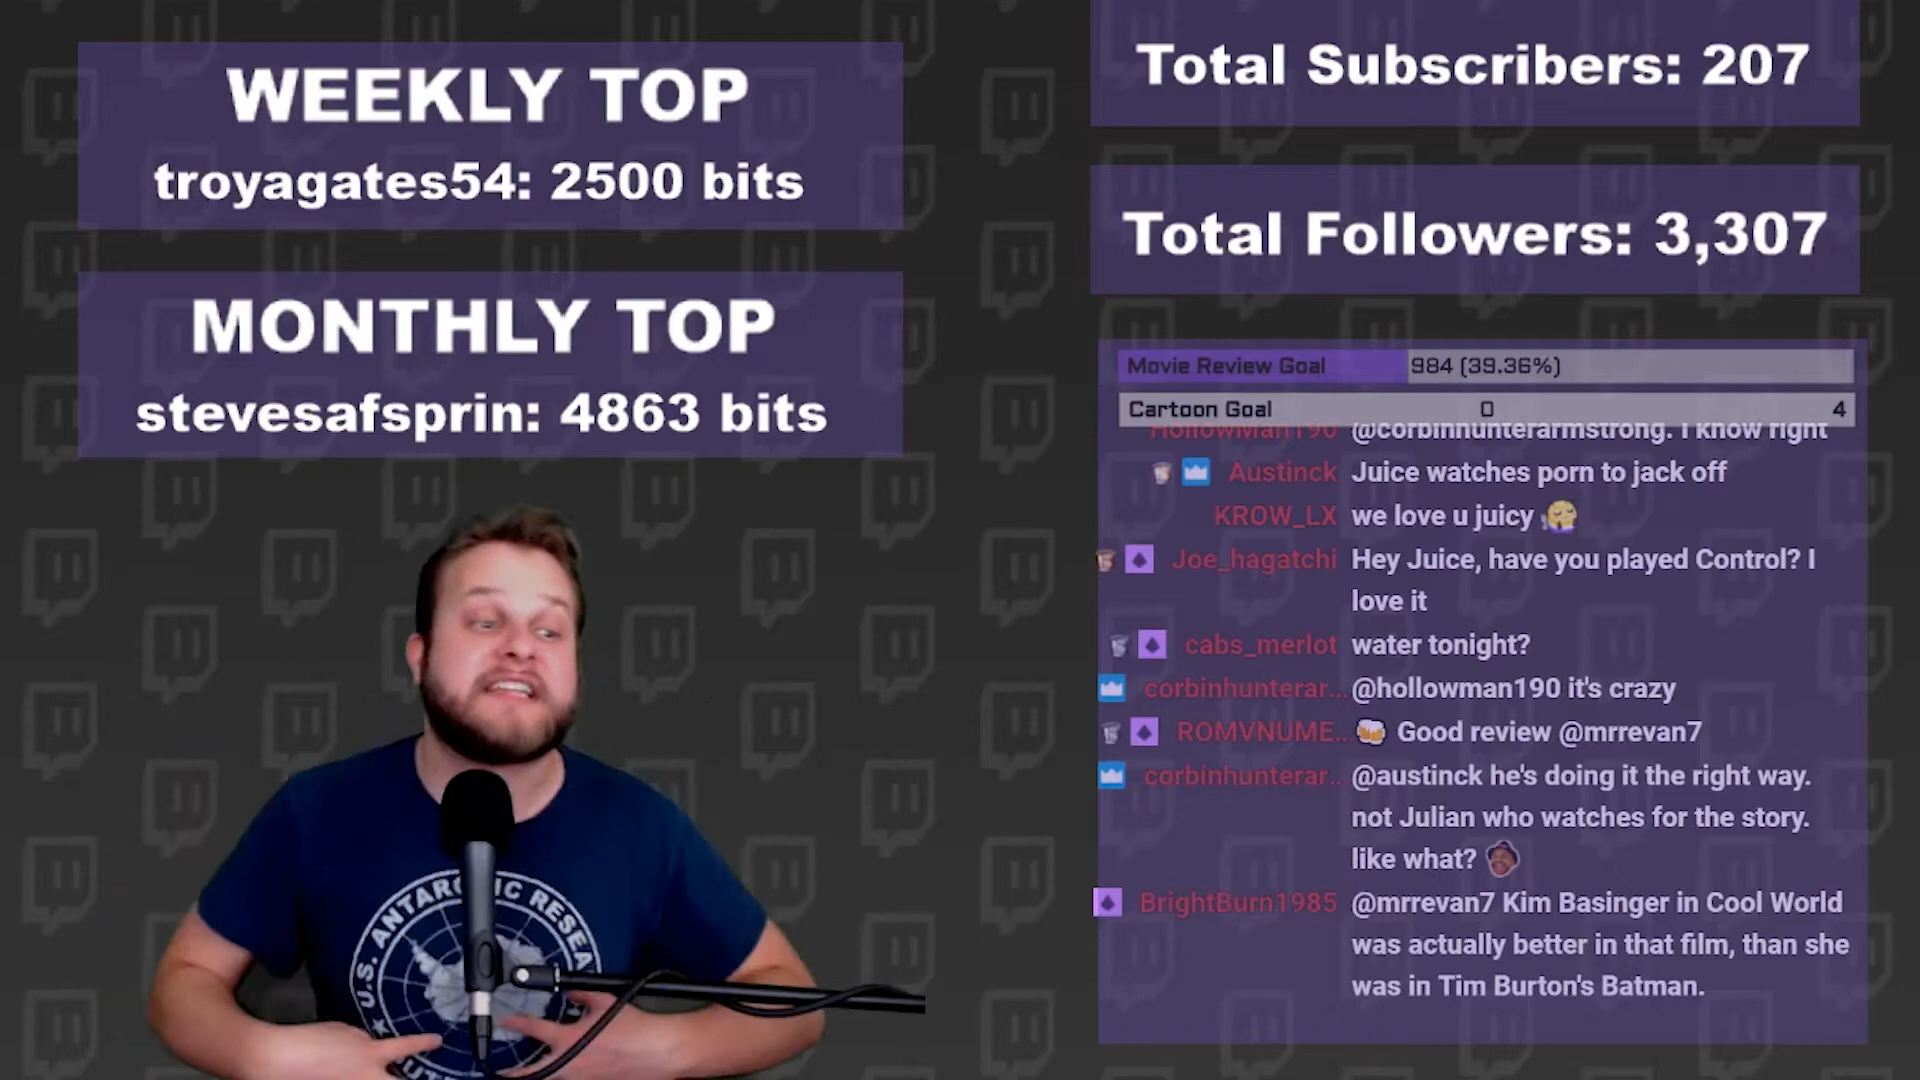 WEEKLY TOP
troyagates54: 2500 bits
MONTHLY TOP
stevesafsprin: 4863 bits
Total Subscribers: 207
Total Followers: 3,307
Movie Review Goal 984 (39.36%)
Cartoon Goal 0 4
HollowMan190 @corbinhunterarmstrong. I know right
Austinck Juice watches porn to jack off
KROW_LX we love u juicy
Joe_hagatchi Hey Juice, have you played Control? I
love it
cabs_merlot water tonight?
corbinhunterar... @hollowman190 it's crazy
ROMVNUME... Good review @mrrevan7
corbinhunterar... @austinck he's doing it the right way.
not Julian who watches for the story.
like what?
BrightBurn1985 @mrrevan7 Kim Basinger in Cool World
was actually better in that film, than she
was in Tim Burton's Batman.
U.S. ANTARCTIC RESEA